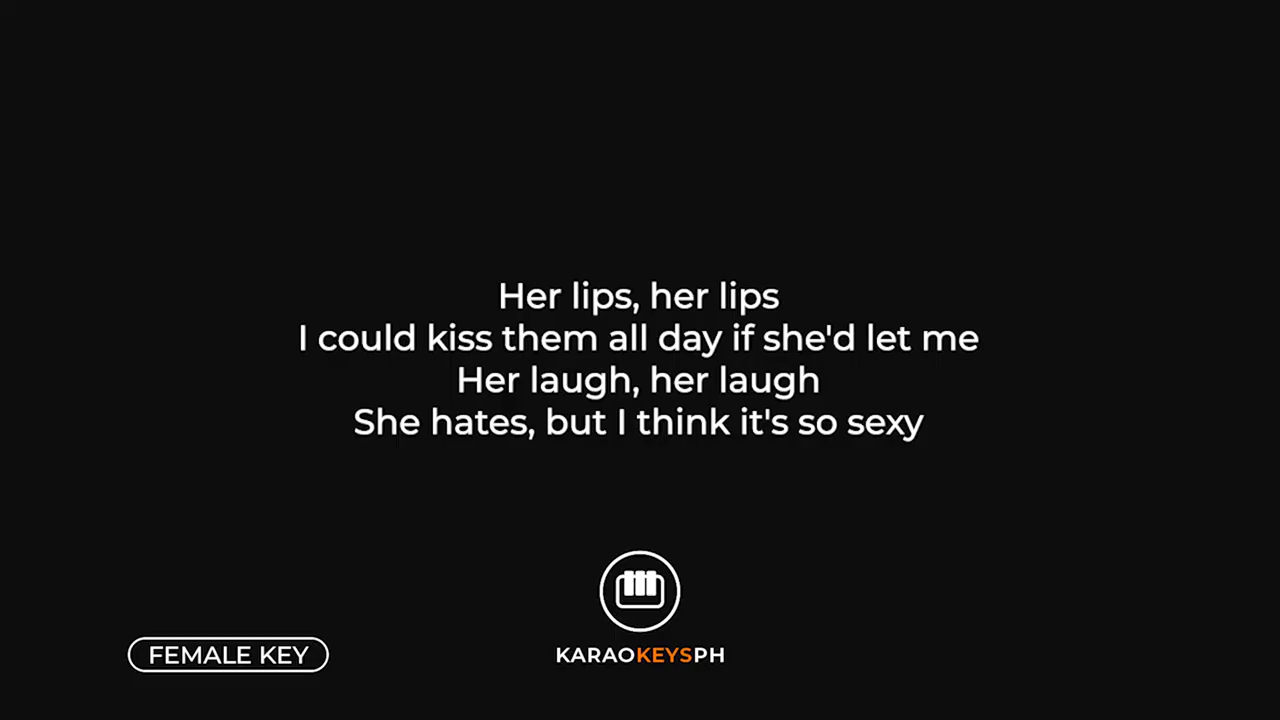 Her lips, her lips
I could kiss them all day if she'd let me
Her laugh, her laugh
She hates, but I think it's so sexy
FEMALE KEY
KARAOKEYSPH